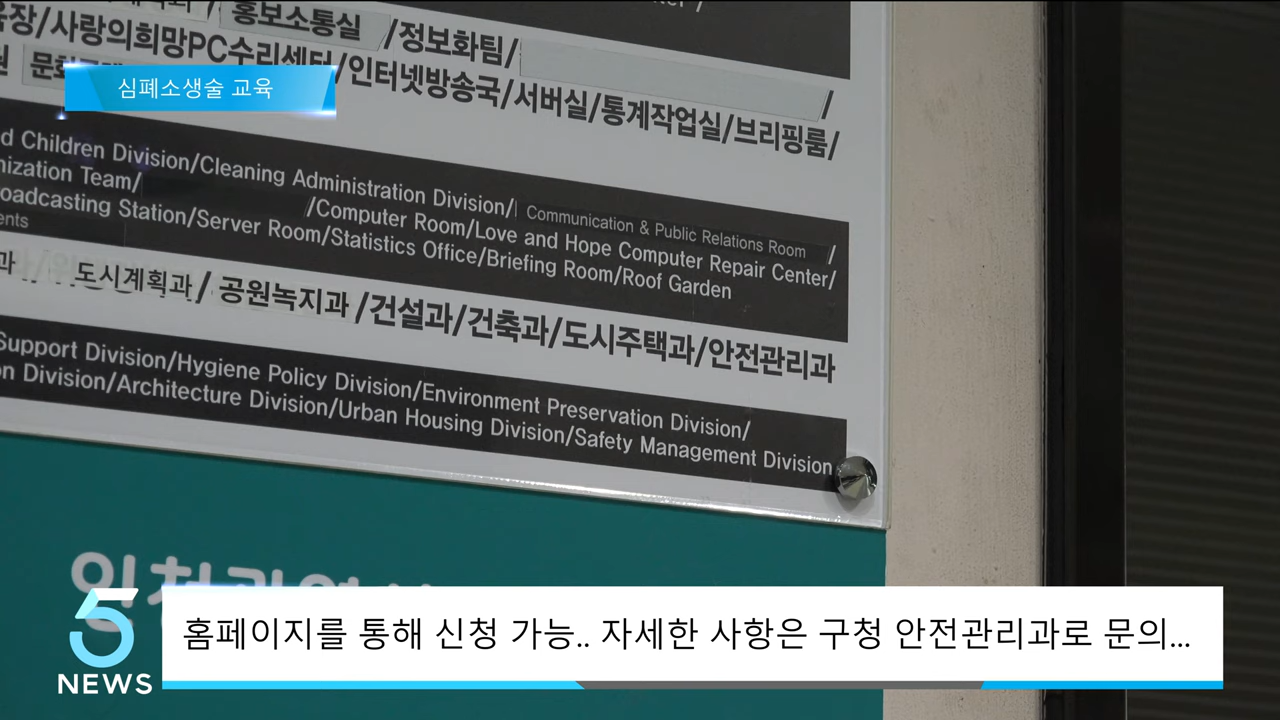 홍보소통실 /정보화팀/
/사랑의희망PC수리센터/인터넷방송국/서버실/통계작업실/브리핑룸/
심폐소생술 교육
Children Division/Cleaning Administration Division/ Communication & Public Relations Room /
Team/ /Computer Room/Love and Hope Computer Repair Center/
Station/Server Room/Statistics Office/Briefing Room/Roof Garden
도시계획과/ 공원녹지과 /건설과/건축과/도시주택과/안전관리과
Support Division/Hygiene Policy Division/Environment Preservation Division/
Division/Architecture Division/Urban Housing Division/Safety Management Division
홈페이지를 통해 신청 가능.. 자세한 사항은 구청 안전관리과로 문의...
5
NEWS